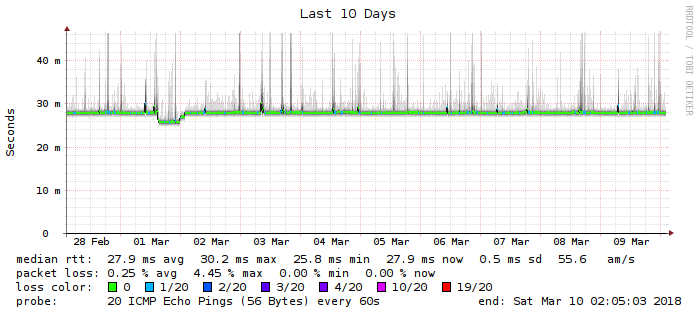 Last 10 Days
RRDTOOL / TOBI OETIKER
Seconds
40 m
30 m
20 m
10 m
0
28 Feb 01 Mar 02 Mar 03 Mar 04 Mar 05 Mar 06 Mar 07 Mar 08 Mar 09 Mar
median rtt: 27.9 ms avg 30.2 ms max 25.8 ms min 27.9 ms now 0.5 ms sd 55.6 am/s
packet loss: 0.25 % avg 4.45 % max 0.00 % min 0.00 % now
loss color: 0 1/20 2/20 3/20 4/20 10/20 19/20
probe: 20 ICMP Echo Pings (56 Bytes) every 60s end: Sat Mar 10 02:05:03 2018